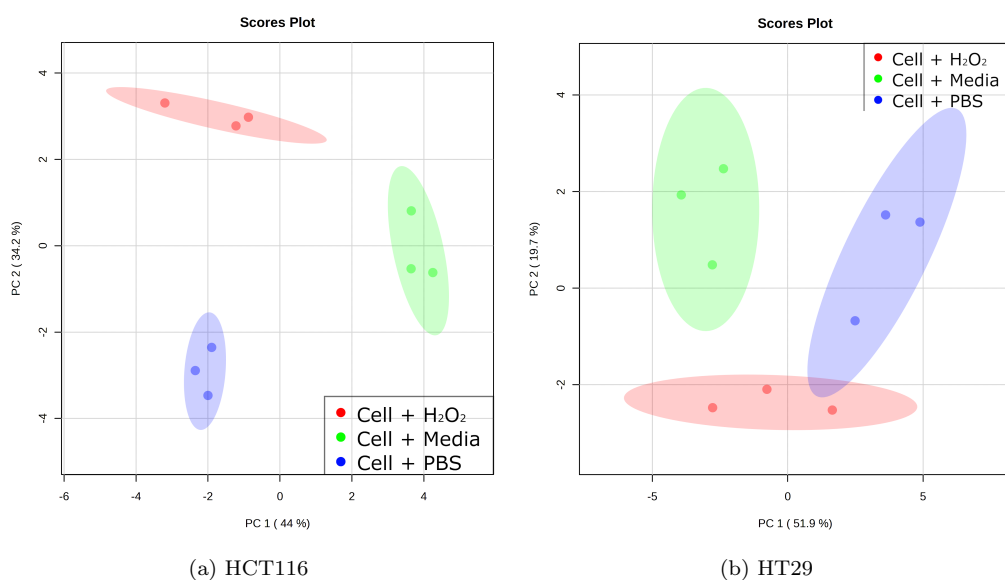 Scores Plot
PC 2 ( 34.2 %)
4
2
0
-2
-4
Cell + H₂O₂
Cell + Media
Cell + PBS
-6 -4 -2 0 2 4
PC 1 ( 44 %)
(a) HCT116
Scores Plot
PC 2 ( 19.7 %)
Cell + H₂O₂
Cell + Media
Cell + PBS
4
2
0
-2
-5 0 5
PC 1 ( 51.9 %)
(b) HT29